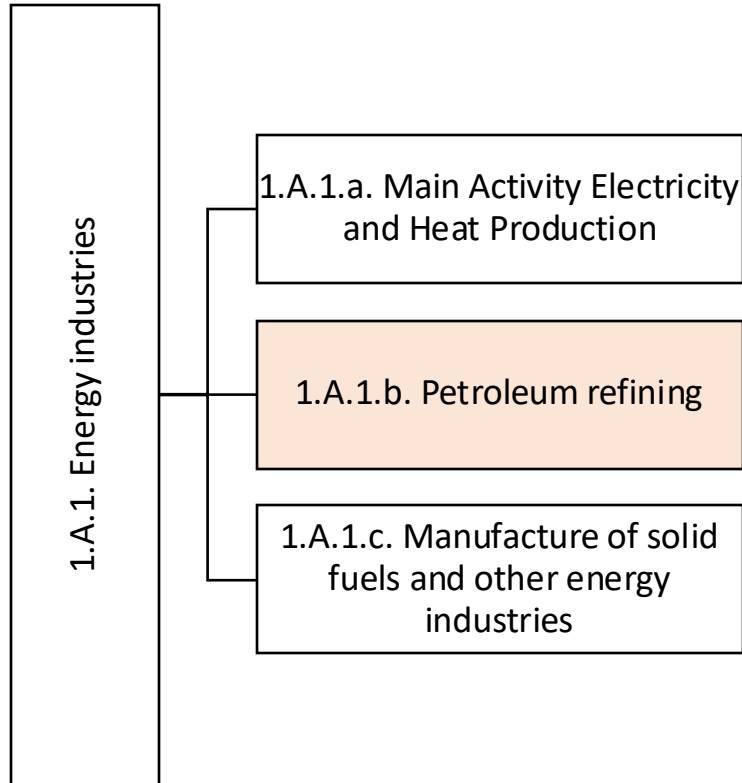 1.A.1. Energy industries
1.A.1.a. Main Activity Electricity
and Heat Production
1.A.1.b. Petroleum refining
1.A.1.c. Manufacture of solid
fuels and other energy
industries